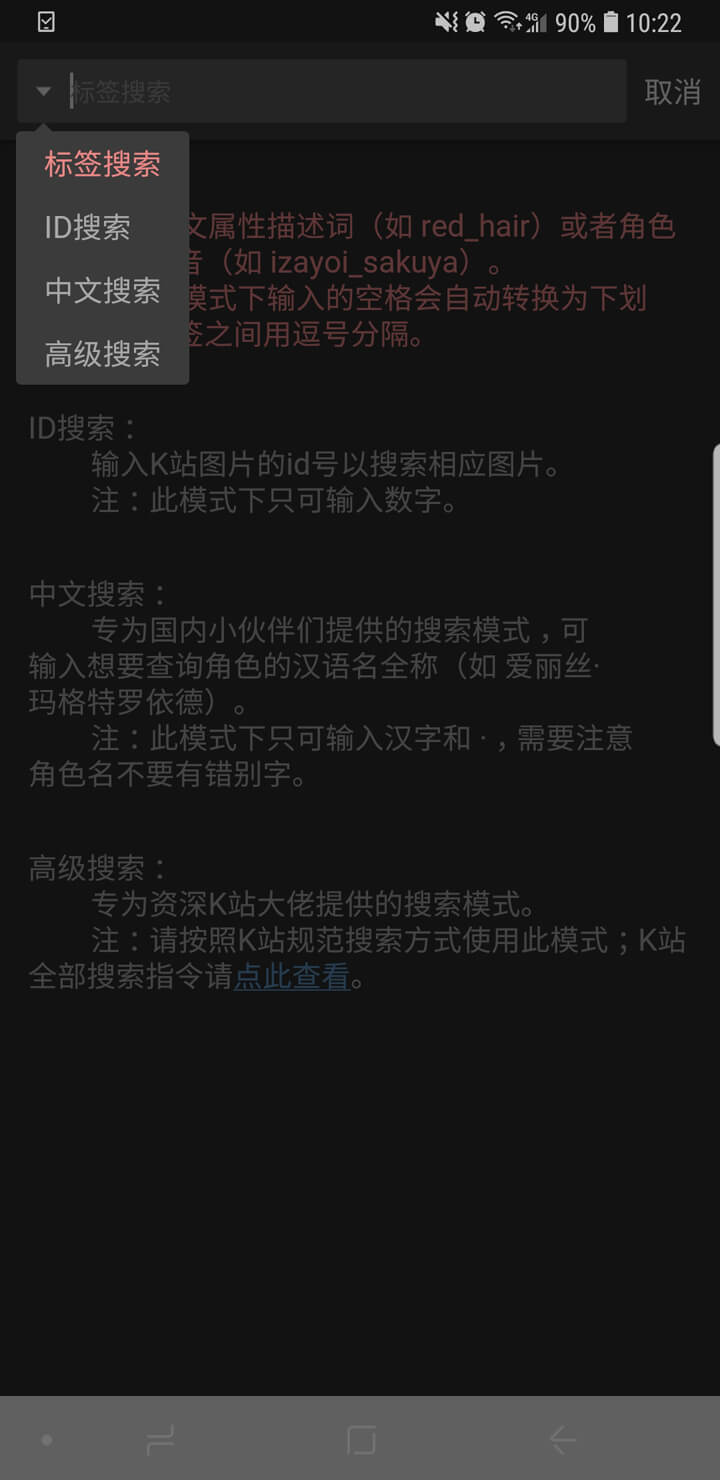 4G 90% 10:22
标签搜索 取消
标签搜索
ID搜索
中文搜索
高级搜索
文属性描述词（如 red_hair）或者角色
音（如 izayoi_sakuya）。
模式下输入的空格会自动转换为下划
签之间用逗号分隔。
ID搜索：
输入K站图片的id号以搜索相应图片。
注：此模式下只可输入数字。
中文搜索：
专为国内小伙伴们提供的搜索模式，可
输入想要查询角色的汉语名全称（如 爱丽丝·
玛格特罗依德）。
注：此模式下只可输入汉字和 · ，需要注意
角色名不要有错别字。
高级搜索：
专为资深K站大佬提供的搜索模式。
注：请按照K站规范搜索方式使用此模式；K站
全部搜索指令请点此查看。